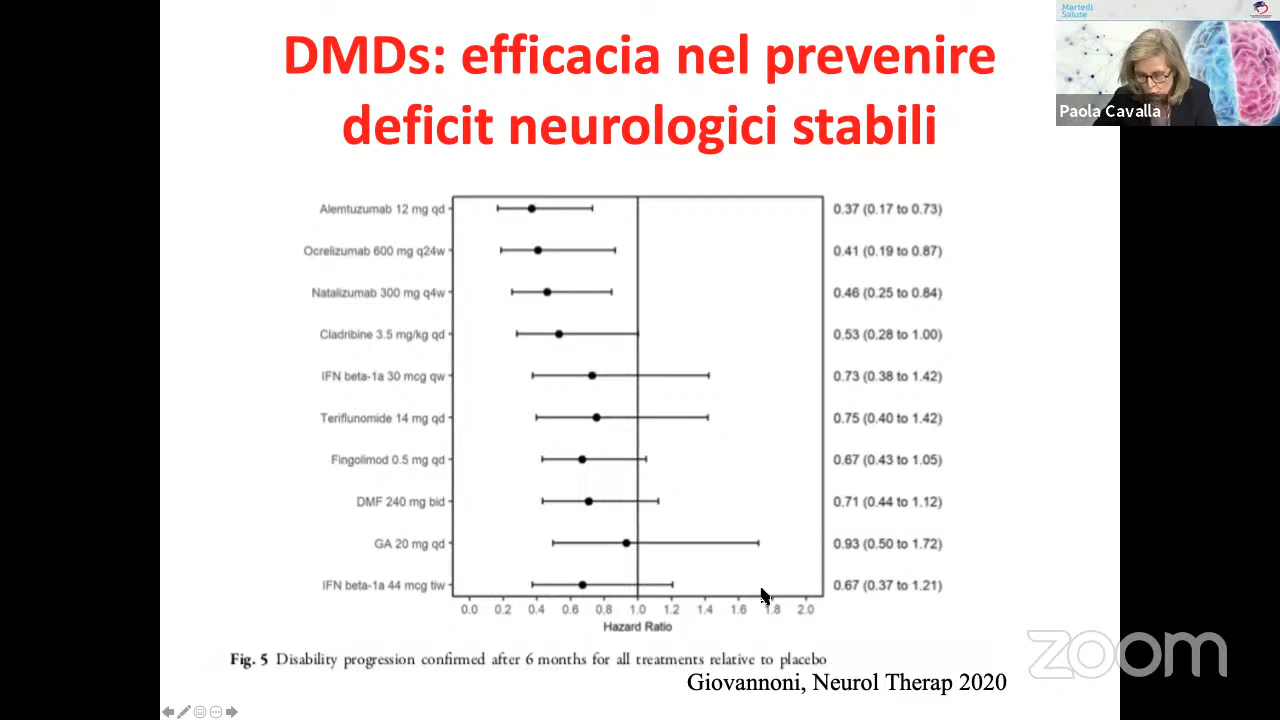 Martedì
Salute
Paola Cavalla
DMDs: efficacia nel prevenire
deficit neurologici stabili
Alemtuzumab 12 mg qd 0.37 (0.17 to 0.73)
Ocrelizumab 600 mg q24w 0.41 (0.19 to 0.87)
Natalizumab 300 mg q4w 0.46 (0.25 to 0.84)
Cladribine 3.5 mg/kg qd 0.53 (0.28 to 1.00)
IFN beta-1a 30 mcg qw 0.73 (0.38 to 1.42)
Teriflunomide 14 mg qd 0.75 (0.40 to 1.42)
Fingolimod 0.5 mg qd 0.67 (0.43 to 1.05)
DMF 240 mg bid 0.71 (0.44 to 1.12)
GA 20 mg qd 0.93 (0.50 to 1.72)
IFN beta-1a 44 mcg tiw 0.67 (0.37 to 1.21)
0.0 0.2 0.4 0.6 0.8 1.0 1.2 1.4 1.6 1.8 2.0
Hazard Ratio
Fig. 5 Disability progression confirmed after 6 months for all treatments relative to placebo
Giovannoni, Neurol Therap 2020
zoom